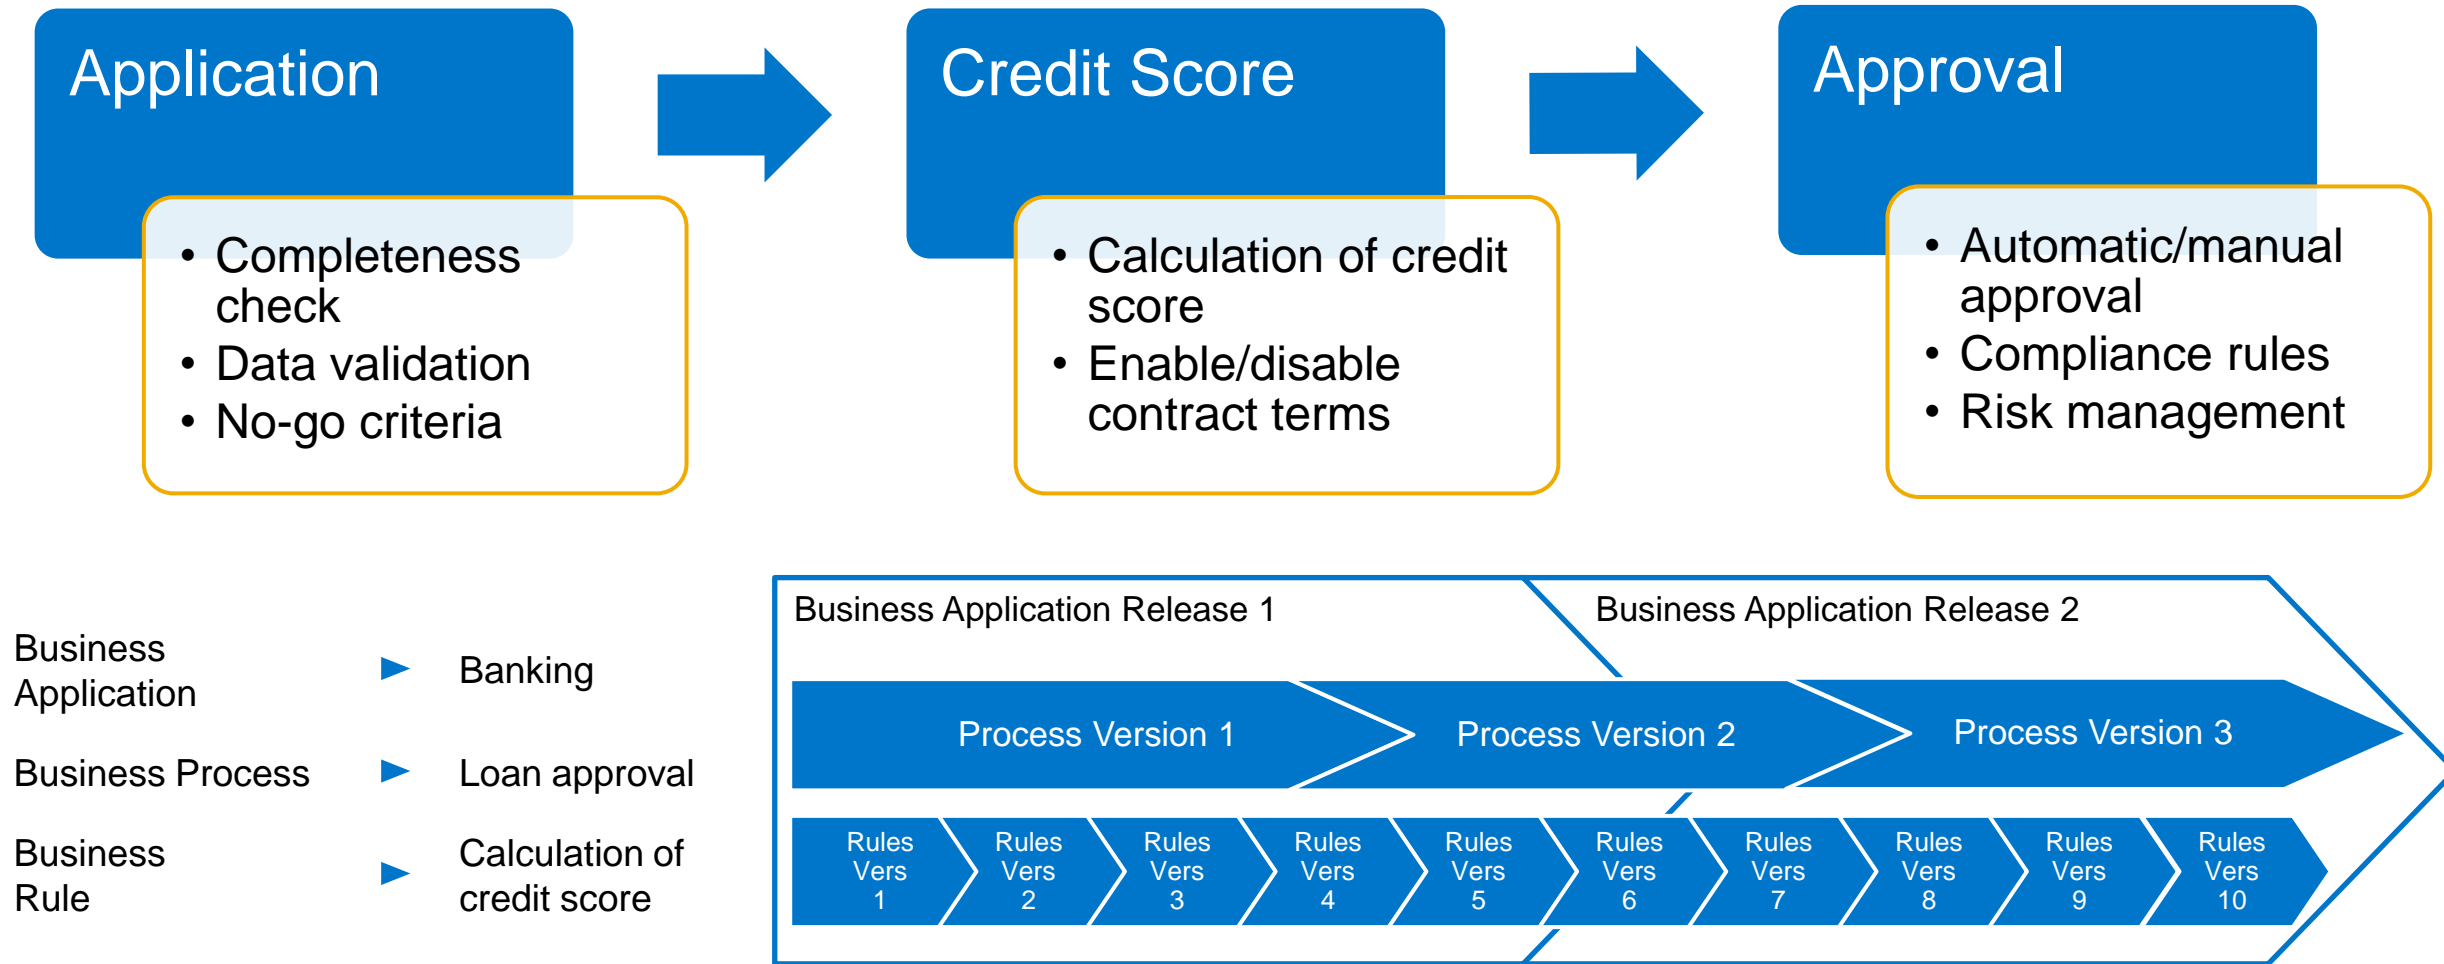 Application
• Completeness
check
• Data validation
• No-go criteria
Credit Score
• Calculation of credit
score
• Enable/disable
contract terms
Approval
• Automatic/manual
approval
• Compliance rules
• Risk management
Business
Application
Banking
Business Process
Loan approval
Business
Rule
Calculation of
credit score
Business Application Release 1
Business Application Release 2
Process Version 1
Process Version 2
Process Version 3
Rules
Vers
1
Rules
Vers
2
Rules
Vers
3
Rules
Vers
4
Rules
Vers
5
Rules
Vers
6
Rules
Vers
7
Rules
Vers
8
Rules
Vers
9
Rules
Vers
10